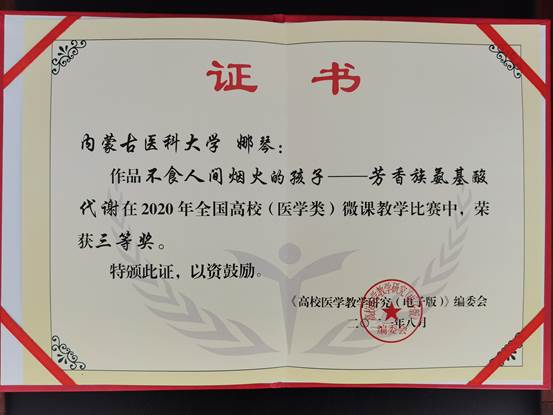 证 书
内蒙古医科大学 娜琴：
作品不食人间烟火的孩子——芳香族氨基酸
代谢在2020年全国高校（医学类）微课教学比赛中，荣
获三等奖。
特颁此证，以资鼓励。
《高校医学教学研究（电子版）》编委会
年八月
编委会